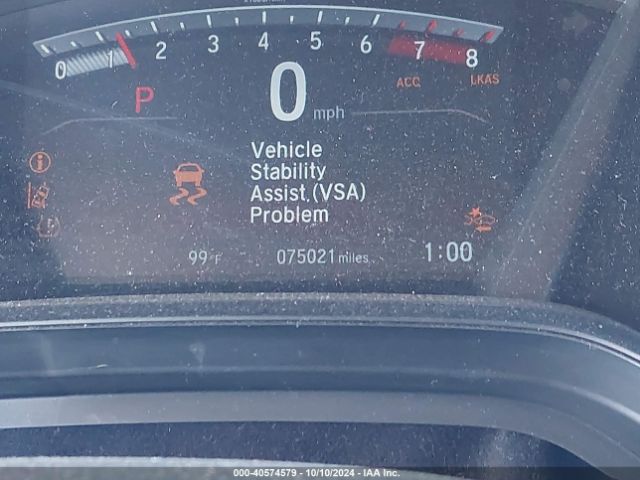 0 1 2 3 4 5 6 7 8
P
0 mph
ACC
LKAS
Vehicle
Stability
Assist (VSA)
Problem
99°F
075021 miles
1:00
000-40574579 - 10/10/2024 - IAA Inc.